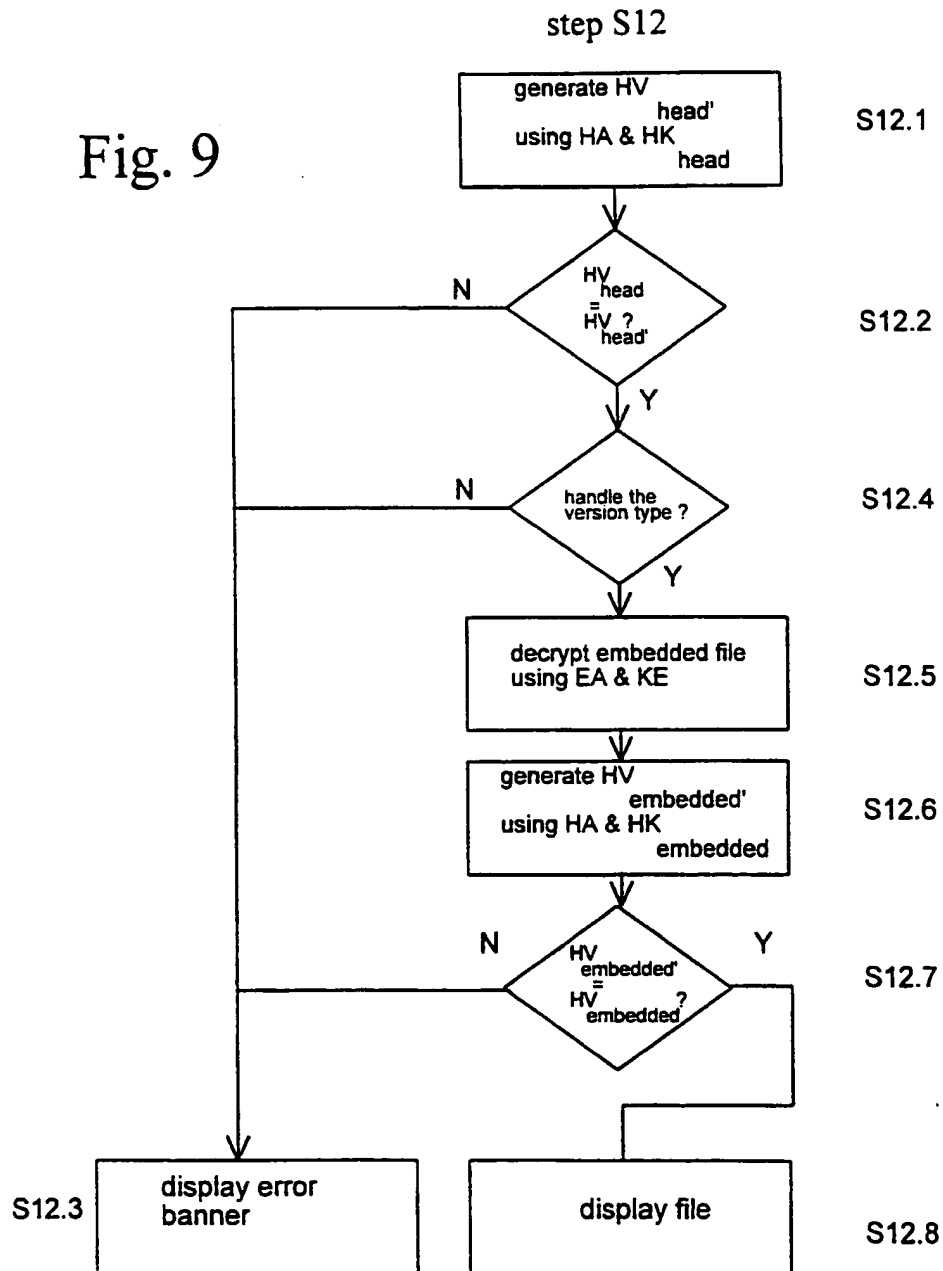 step S12
Fig. 9
generate HV
head'
using HA & HK
head
S12.1
N
HV
head
=
HV ?
head'
S12.2
Y
N
handle the
version type ?
S12.4
Y
decrypt embedded file
using EA & KE
S12.5
generate HV
embedded'
using HA & HK
embedded
S12.6
N
HV
embedded'
=
HV ?
embedded
Y
S12.7
S12.3
display error
banner
display file
S12.8